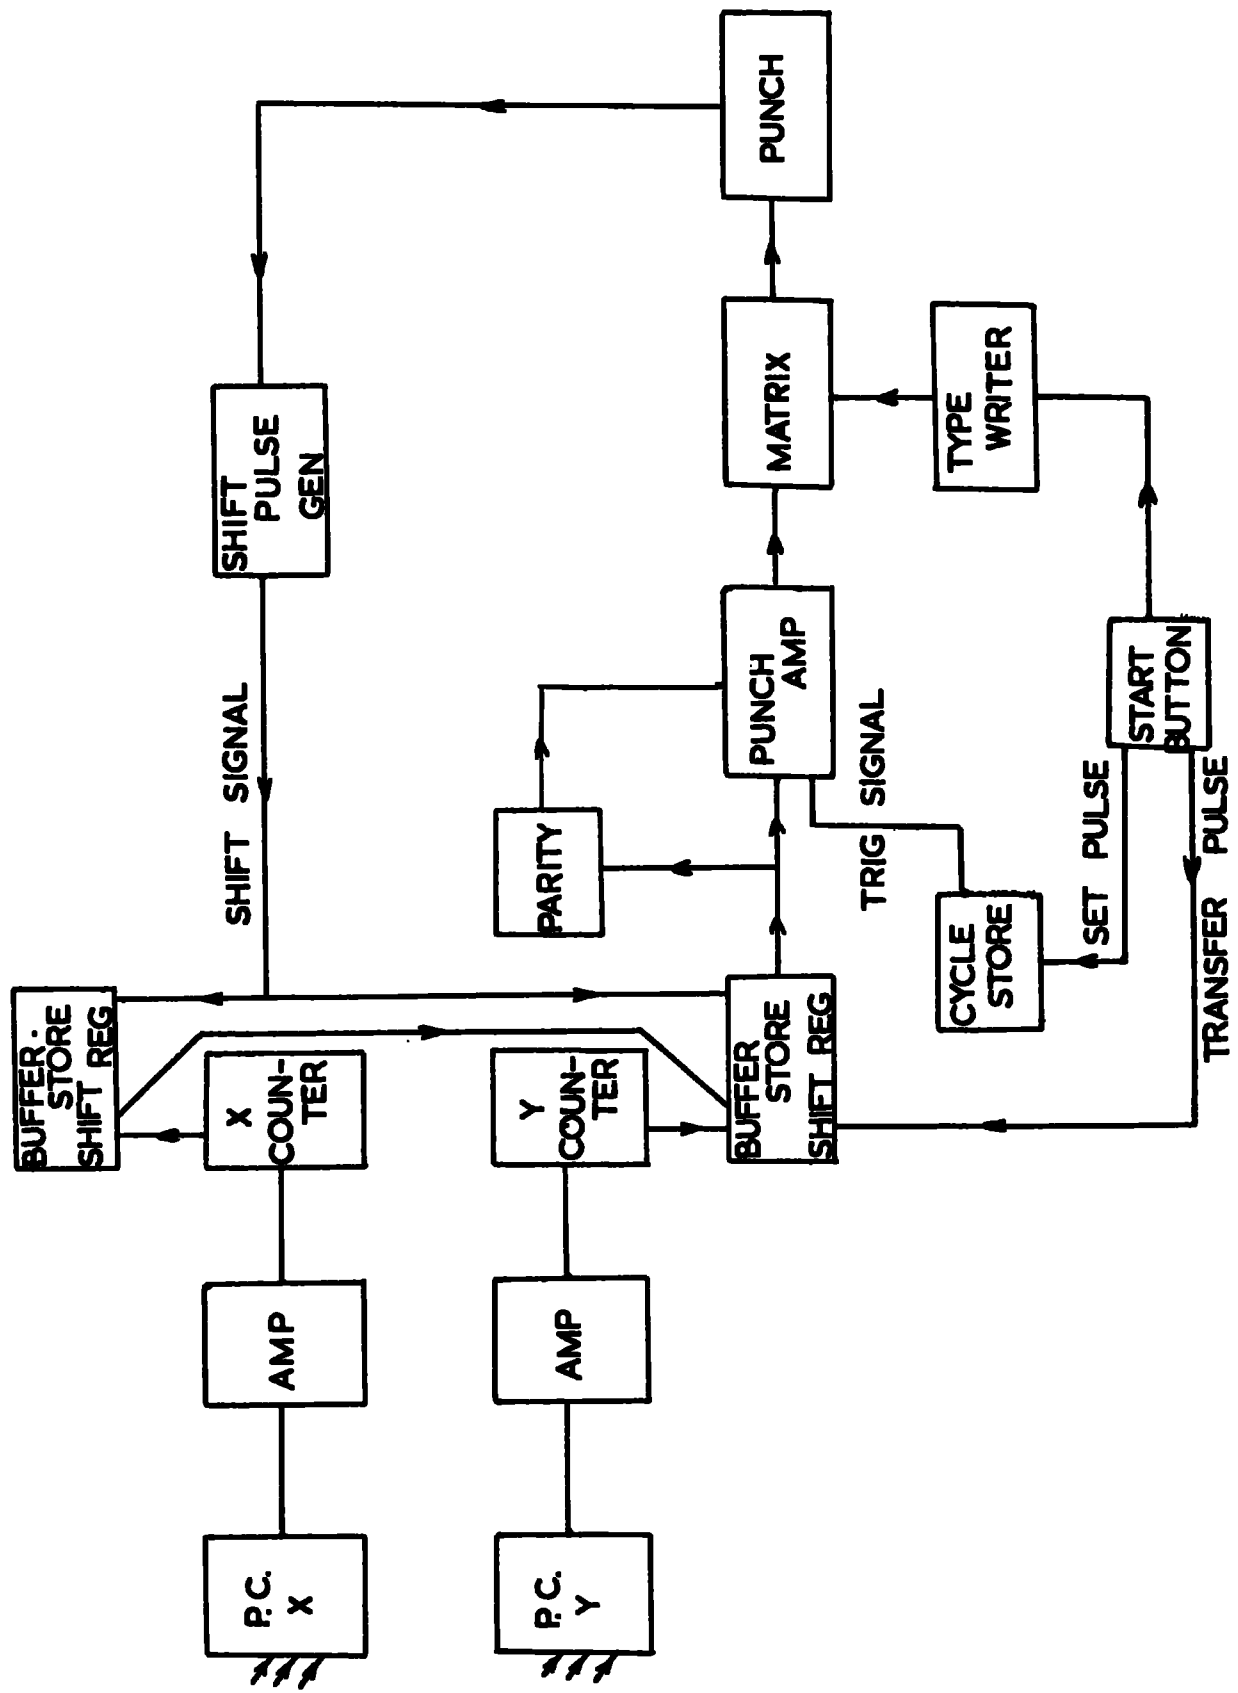 BUFFER-
STORE
SHIFT REG
SHIFT SIGNAL
SHIFT
PULSE
GEN
P.C.
X
AMP
X
COUN-
TER
P.C.
Y
AMP
Y
COUN-
TER
PARITY
BUFFER
STORE
SHIFT REG
PUNCH
AMP
MATRIX
PUNCH
TRIG SIGNAL
CYCLE
STORE
TYPE
WRITER
SET PULSE
START
BUTTON
TRANSFER PULSE